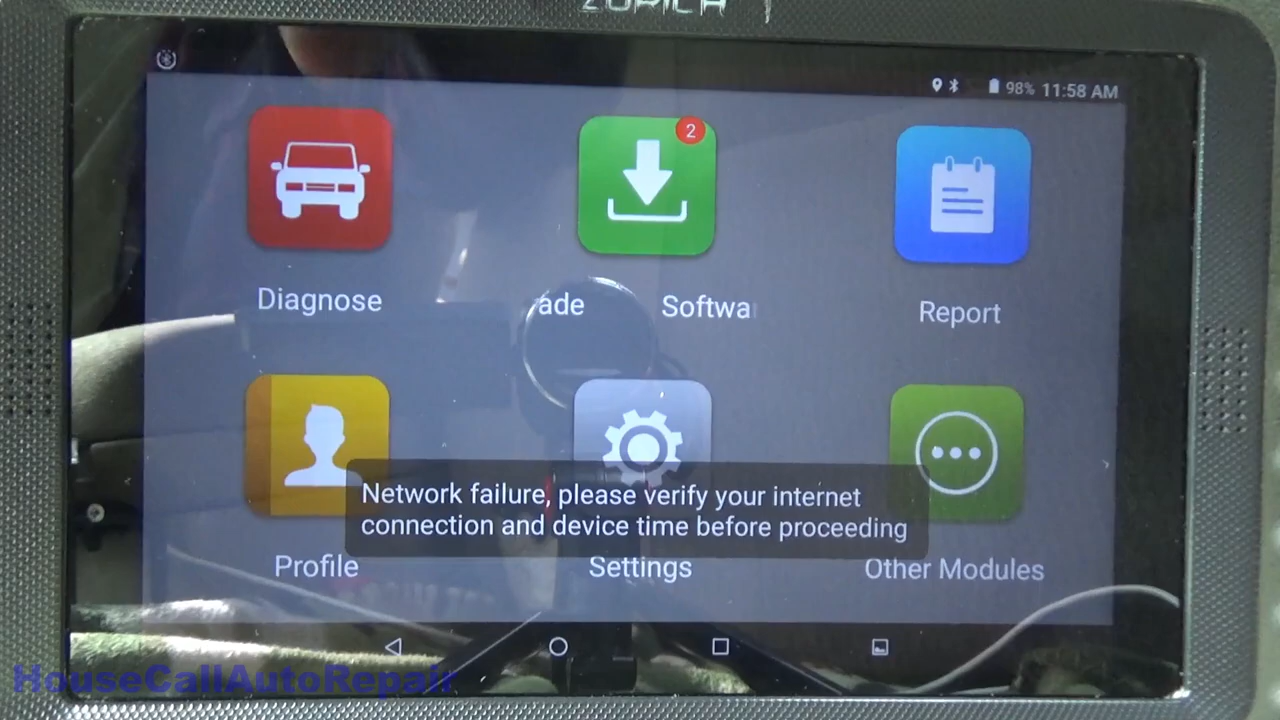 ZURICH
98% 11:58 AM
2
Diagnose
ade Softwa
Report
Network failure, please verify your internet
connection and device time before proceeding
Profile
Settings
Other Modules
HouseCallAutoRepair